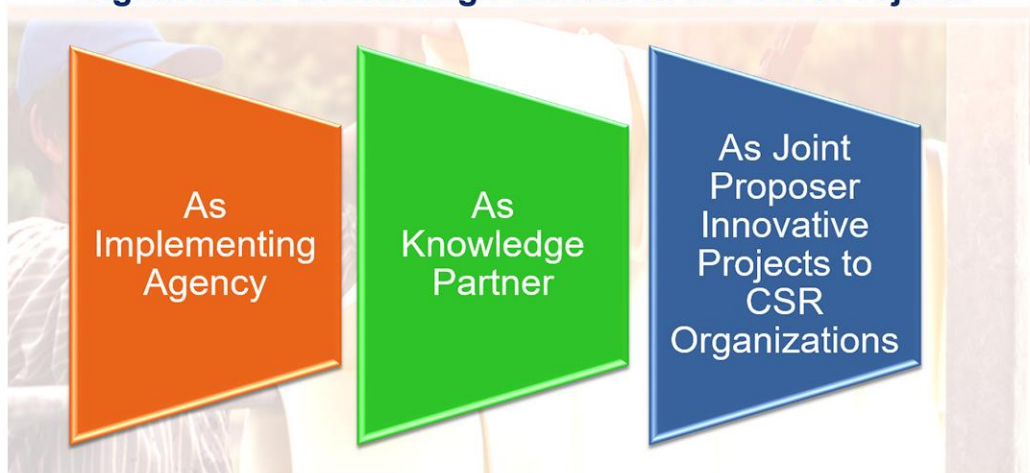 As
Implementing
Agency
As
Knowledge
Partner
As Joint
Proposer
Innovative
Projects to
CSR
Organizations